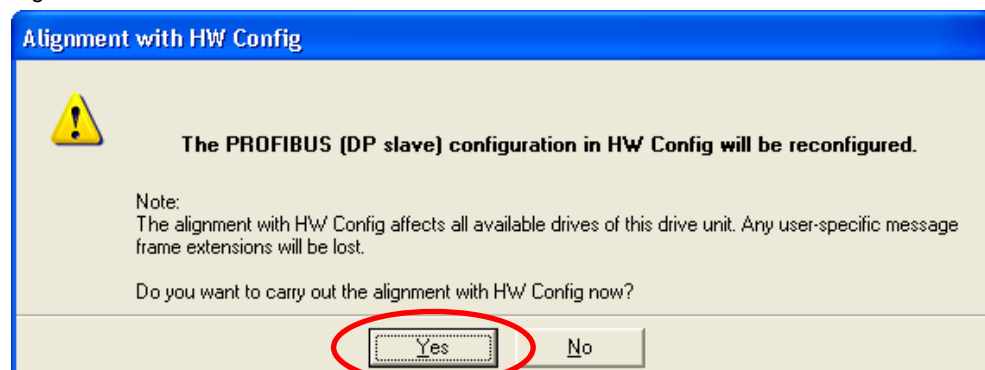 Alignment with HW Config
The PROFIBUS (DP slave) configuration in HW Config will be reconfigured.
Note:
The alignment with HW Config affects all available drives of this drive unit. Any user-specific message
frame extensions will be lost.
Do you want to carry out the alignment with HW Config now?
Yes No